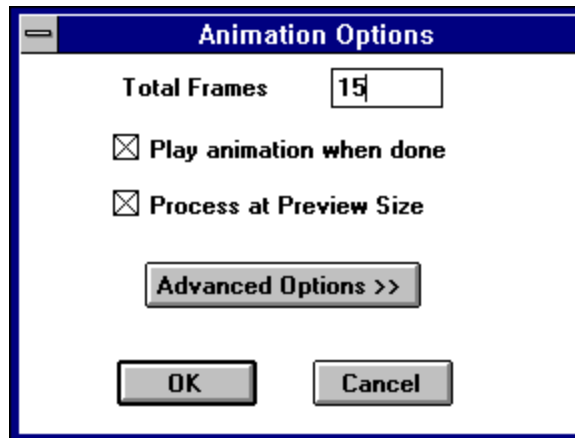 Animation Options
Total Frames 15
Play animation when done
Process at Preview Size
Advanced Options >>
OK Cancel